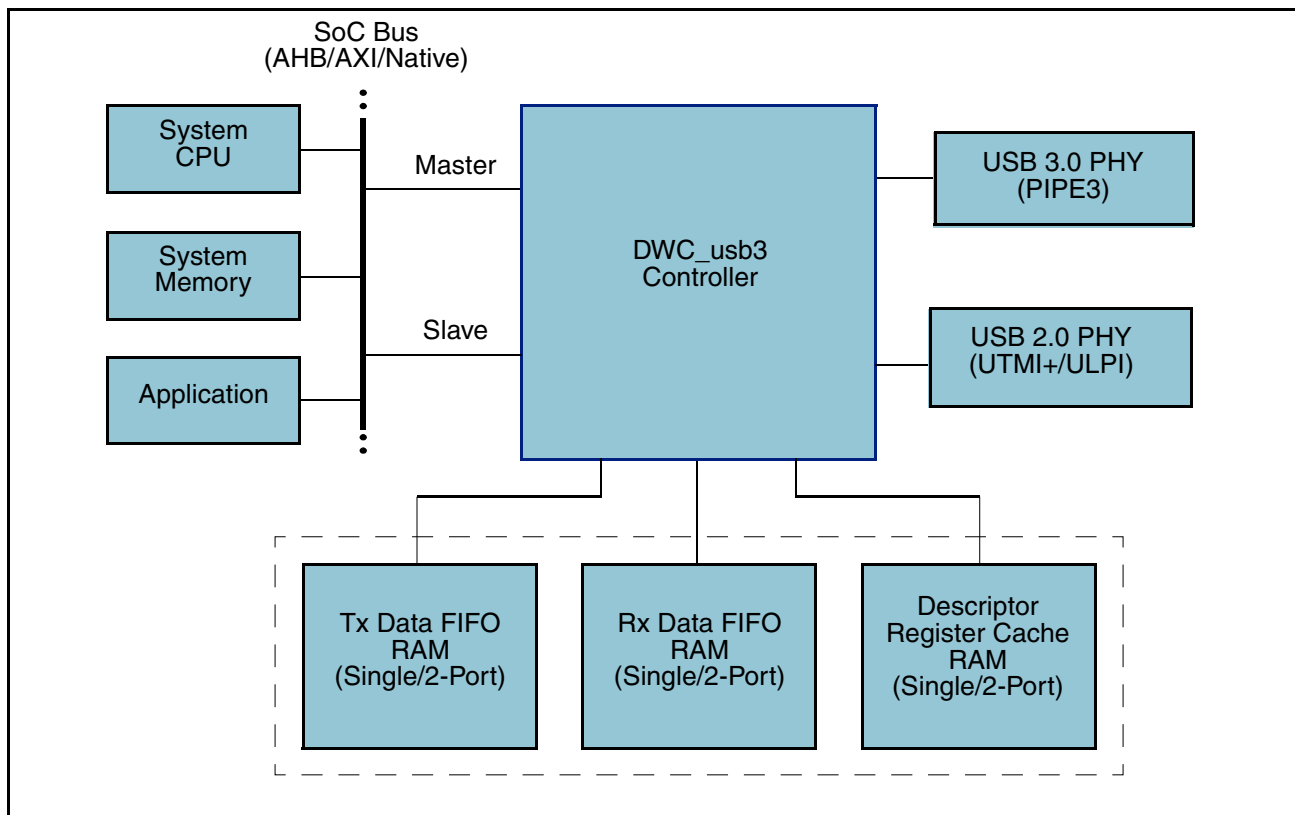 SoC Bus
(AHB/AXI/Native)
System
CPU
System
Memory
Application
Master
Slave
DWC_usb3
Controller
USB 3.0 PHY
(PIPE3)
USB 2.0 PHY
(UTMI+/ULPI)
Tx Data FIFO
RAM
(Single/2-Port)
Rx Data FIFO
RAM
(Single/2-Port)
Descriptor
Register Cache
RAM
(Single/2-Port)